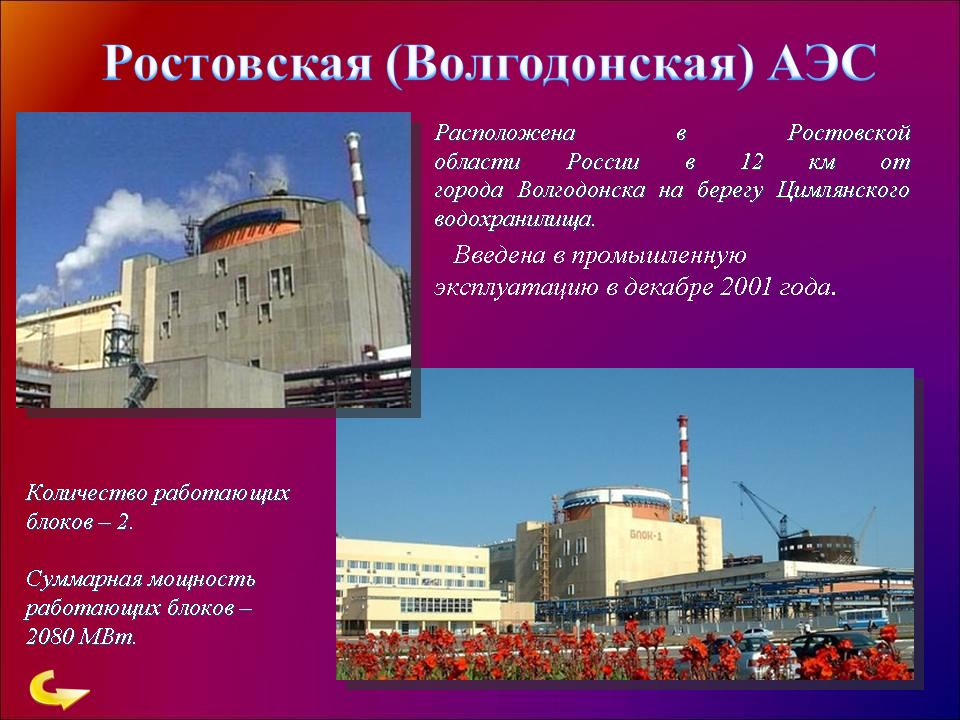 Ростовская (Волгодонская) АЭС
Расположена в Ростовской
области России в 12 км от
города Волгодонска на берегу Цимлянского
водохранилища.
Введена в промышленную
эксплуатацию в декабре 2001 года.
БЛОК-1
Количество работающих
блоков – 2.
Суммарная мощность
работающих блоков –
2080 МВт.